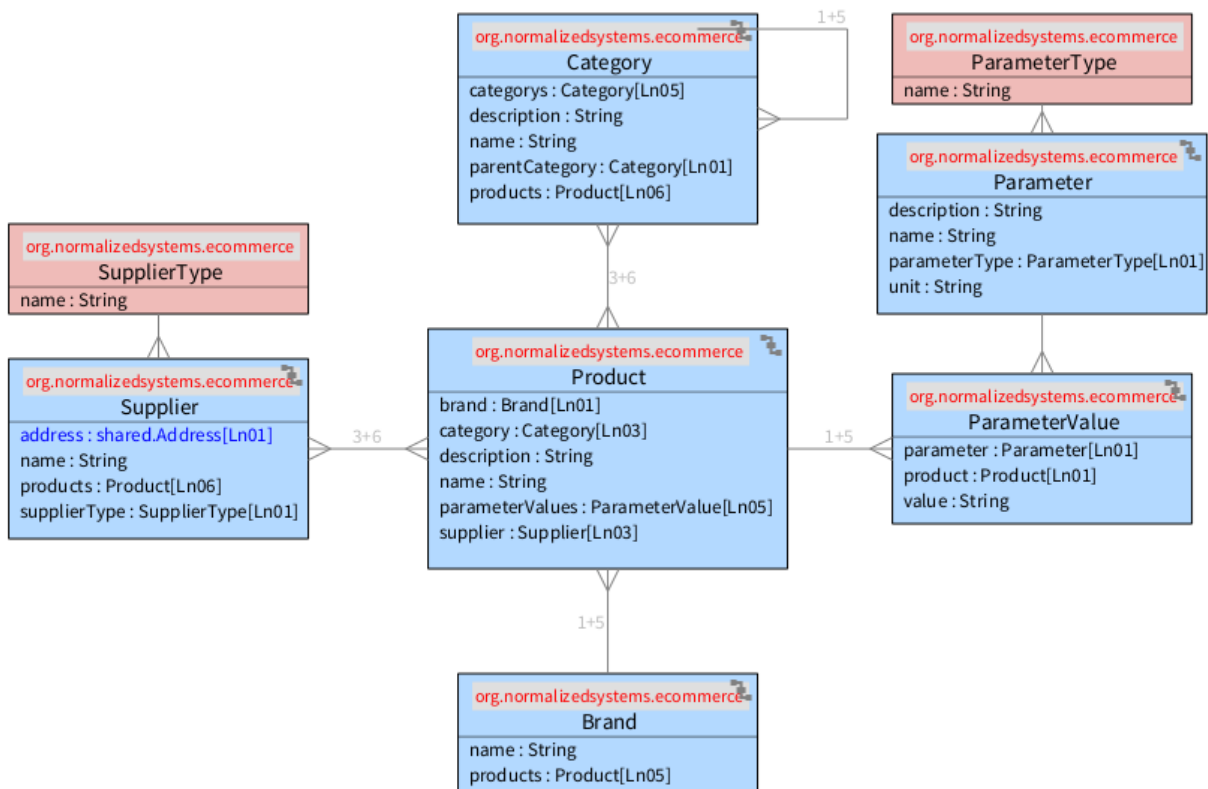 1+5
org.normalizedsystems.ecommerce
Category
categorys : Category[Ln05]
description : String
name : String
parentCategory : Category[Ln01]
products : Product[Ln06]
org.normalizedsystems.ecommerce
ParameterType
name : String
org.normalizedsystems.ecommerce
Parameter
description : String
name : String
parameterType : ParameterType[Ln01]
unit : String
org.normalizedsystems.ecommerce
SupplierType
name : String
3+6
org.normalizedsystems.ecommerce
Supplier
address : shared.Address[Ln01]
name : String
products : Product[Ln06]
supplierType : SupplierType[Ln01]
3+6
org.normalizedsystems.ecommerce
Product
brand : Brand[Ln01]
category : Category[Ln03]
description : String
name : String
parameterValues : ParameterValue[Ln05]
supplier : Supplier[Ln03]
1+5
org.normalizedsystems.ecommerce
ParameterValue
parameter : Parameter[Ln01]
product : Product[Ln01]
value : String
1+5
org.normalizedsystems.ecommerce
Brand
name : String
products : Product[Ln05]